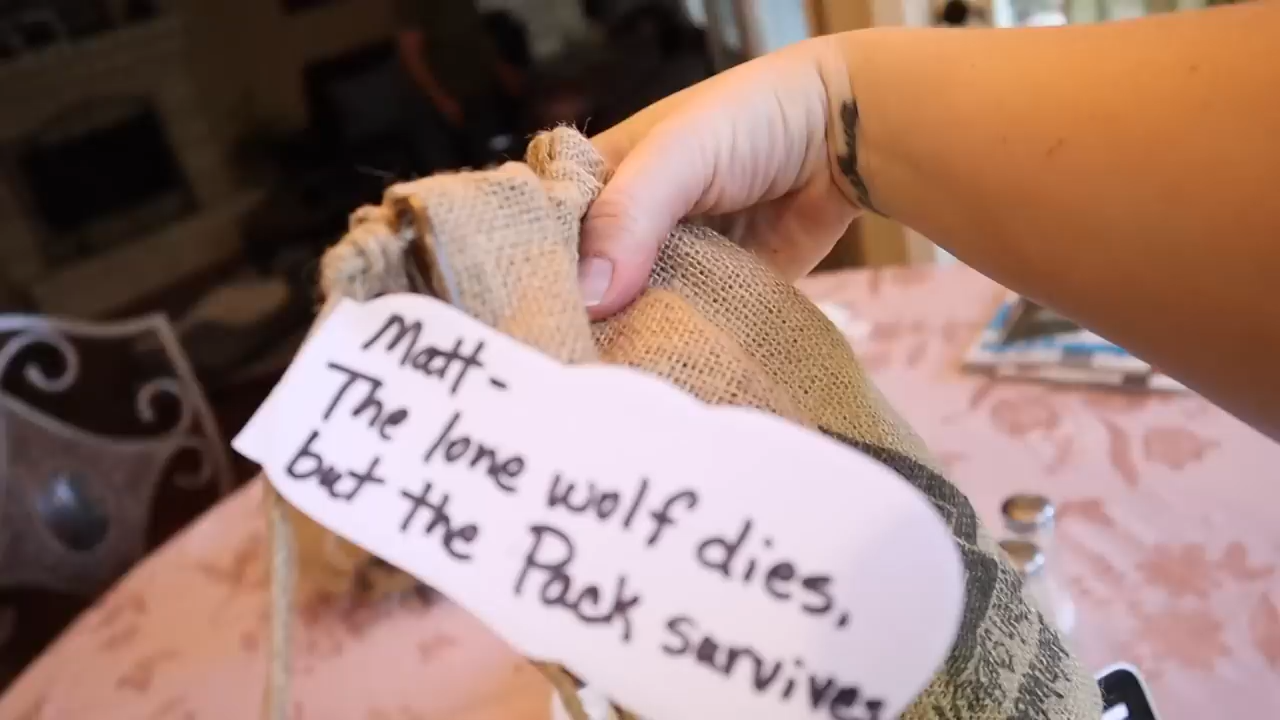 Matt-
The lone wolf dies,
but the Pack survives